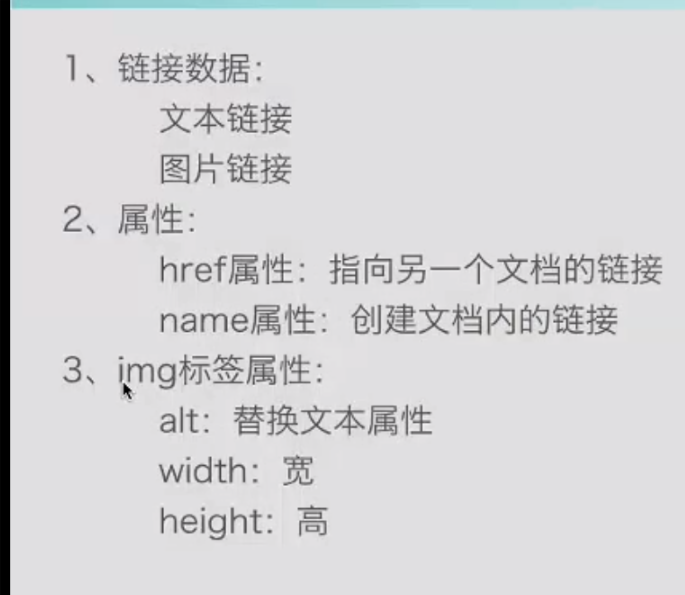 1、链接数据：
文本链接
图片链接
2、属性：
href属性：指向另一个文档的链接
name属性：创建文档内的链接
3、img标签属性：
alt：替换文本属性
width：宽
height：高